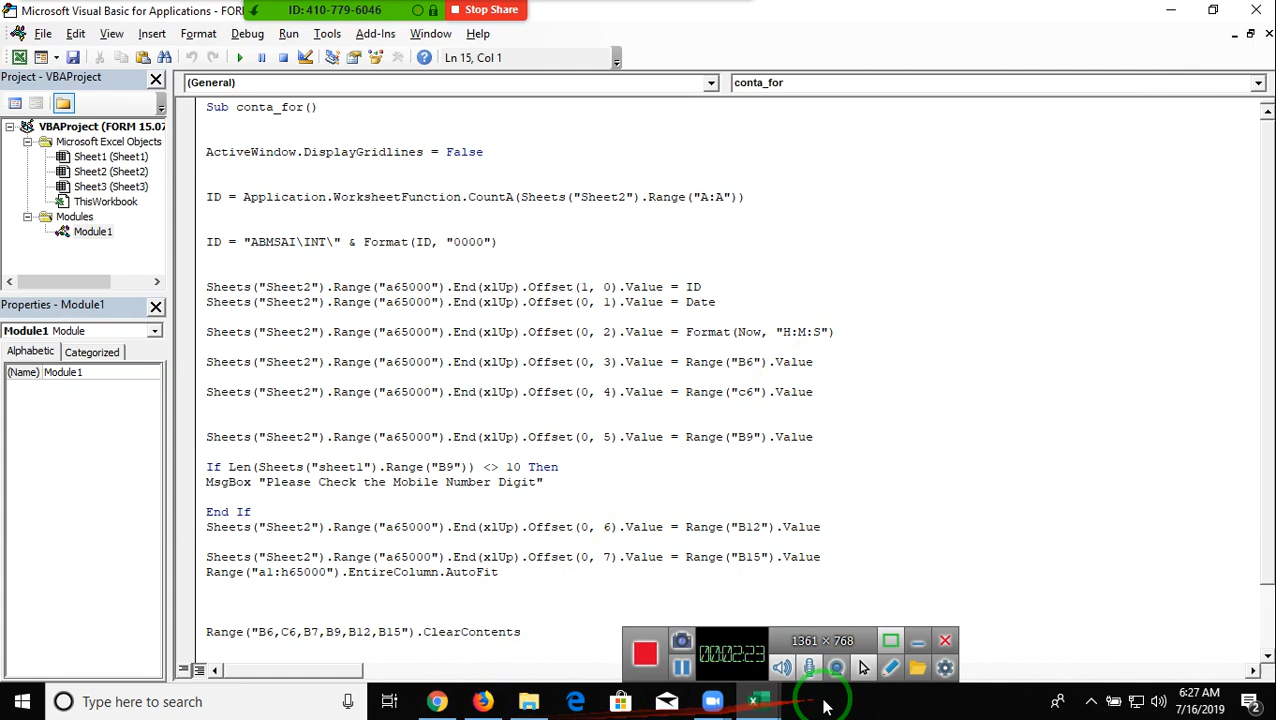 Microsoft Visual Basic for Applications - FOR
ID: 410-779-6046
Stop Share
File Edit View Insert Format Debug Run Tools Add-Ins Window Help
Ln 15, Col 1
Project - VBAProject
(General)
conta_for
VBAProject (FORM 15.07
Microsoft Excel Objects
Sheet1 (Sheet1)
Sheet2 (Sheet2)
Sheet3 (Sheet3)
ThisWorkbook
Modules
Module1
Properties - Module1
Module1 Module
Alphabetic Categorized
(Name) Module1
Sub conta_for()
ActiveWindow.DisplayGridlines = False
ID = Application.WorksheetFunction.CountA(Sheets("Sheet2").Range("A:A"))
ID = "ABMSAI\INT\" & Format(ID, "0000")
Sheets("Sheet2").Range("a65000").End(xlUp).Offset(1, 0).Value = ID
Sheets("Sheet2").Range("a65000").End(xlUp).Offset(0, 1).Value = Date
Sheets("Sheet2").Range("a65000").End(xlUp).Offset(0, 2).Value = Format(Now, "H:M:S")
Sheets("Sheet2").Range("a65000").End(xlUp).Offset(0, 3).Value = Range("B6").Value
Sheets("Sheet2").Range("a65000").End(xlUp).Offset(0, 4).Value = Range("c6").Value
Sheets("Sheet2").Range("a65000").End(xlUp).Offset(0, 5).Value = Range("B9").Value
If Len(Sheets("sheet1").Range("B9")) <> 10 Then
MsgBox "Please Check the Mobile Number Digit"
End If
Sheets("Sheet2").Range("a65000").End(xlUp).Offset(0, 6).Value = Range("B12").Value
Sheets("Sheet2").Range("a65000").End(xlUp).Offset(0, 7).Value = Range("B15").Value
Range("a1:h65000").EntireColumn.AutoFit
Range("B6,C6,B7,B9,B12,B15").ClearContents
1361 × 768
00:02:23
Type here to search
6:27 AM
7/16/2019
2